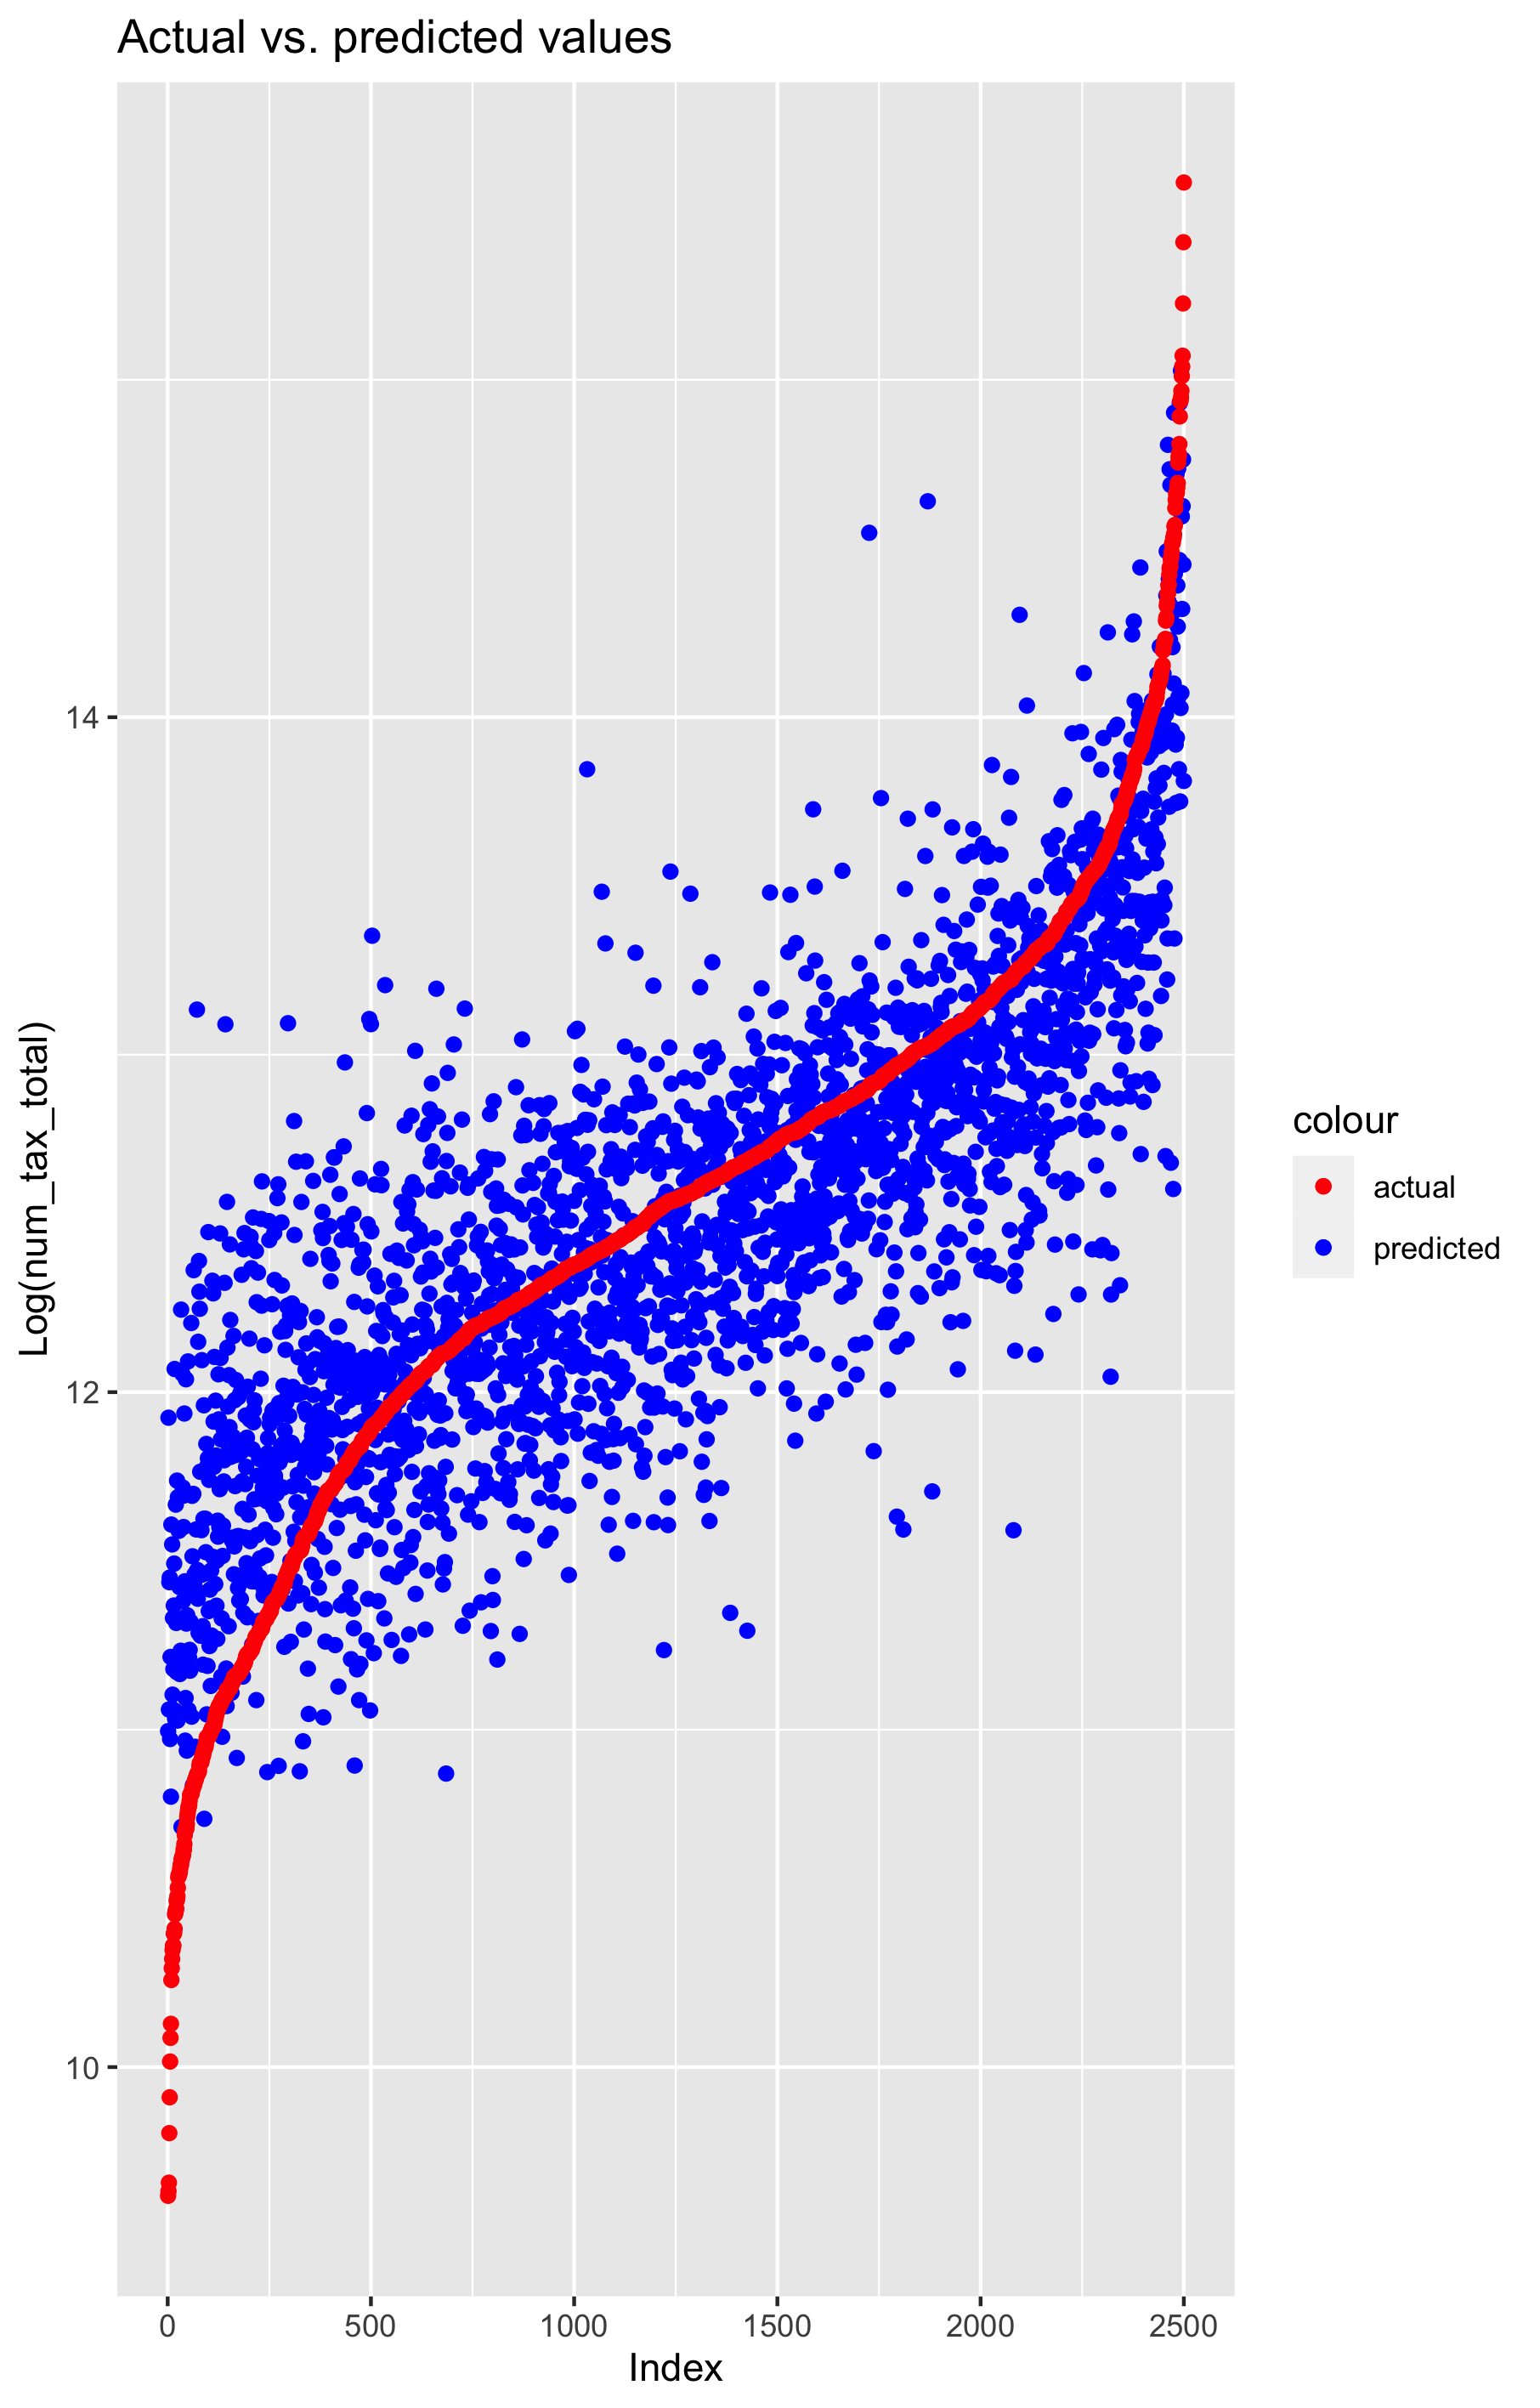 Actual vs. predicted values
Log(num_tax_total)
14
12
10
0 500 1000 1500 2000 2500
Index
colour
actual
predicted